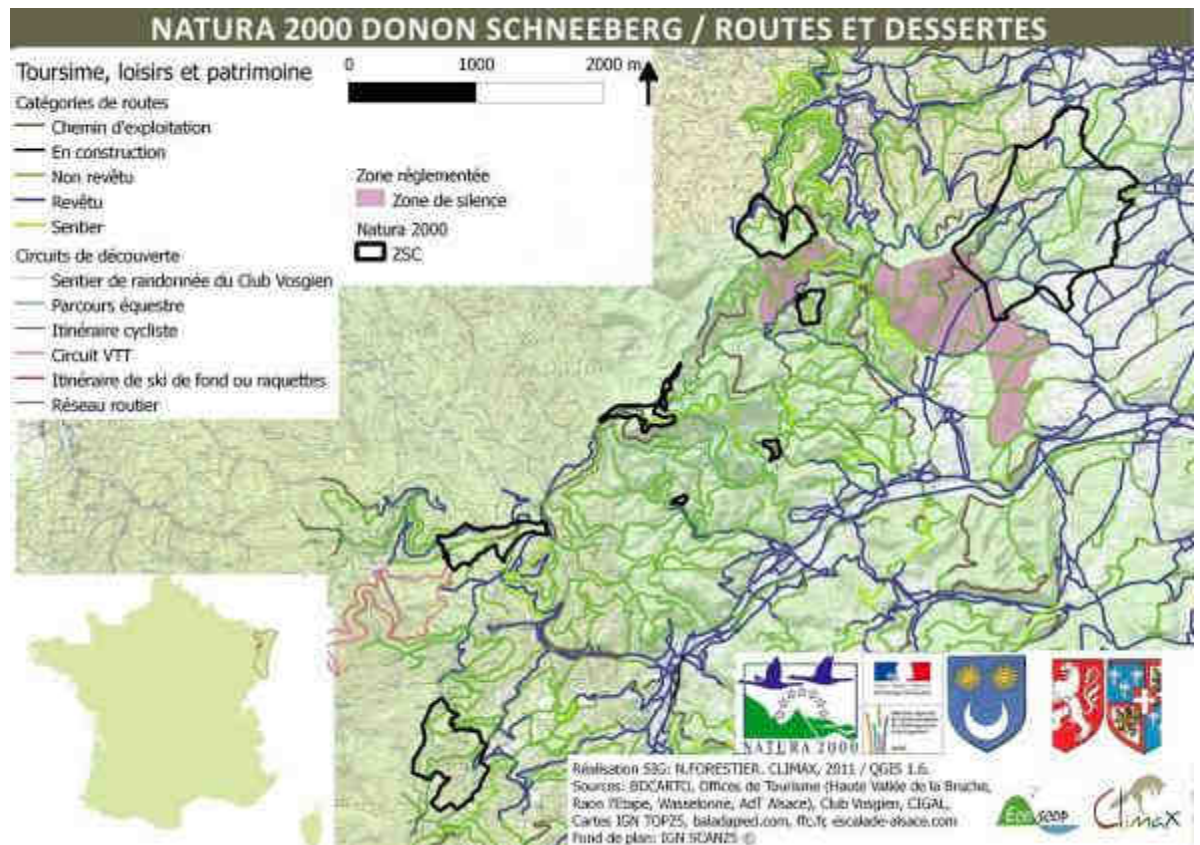 NATURA 2000 DONON SCHNEEBERG / ROUTES ET DESSERTES
Toursime, loisirs et patrimoine
Catégories de routes
Chemin d'exploitation
En construction
Non revêtu
Revêtu
Sentier
Circuits de découverte
Sentier de randonnée du Club Vosgien
Parcours équestre
Itinéraire cycliste
Circuit VTT
Itinéraire de ski de fond ou raquettes
Réseau routier
0 1000 2000 m
Zone réglementée
Zone de silence
Natura 2000
ZSC
NATURA 2000
Réalisation SIG: N.FORESTIER. CLIMAX, 2011 / QGIS 1.6.
Sources: BDCARTO, Offices de Tourisme (Haute Vallée de la Bruche,
Raon l'Etape, Wasselonne, AdT Alsace), Club Vosgien, CIGAL,
Cartes IGN TOP25, baladapied.com, ffc.fr, escalade-alsace.com
Fond de plan: IGN SCAN25 ©
Ecoscop
Climax